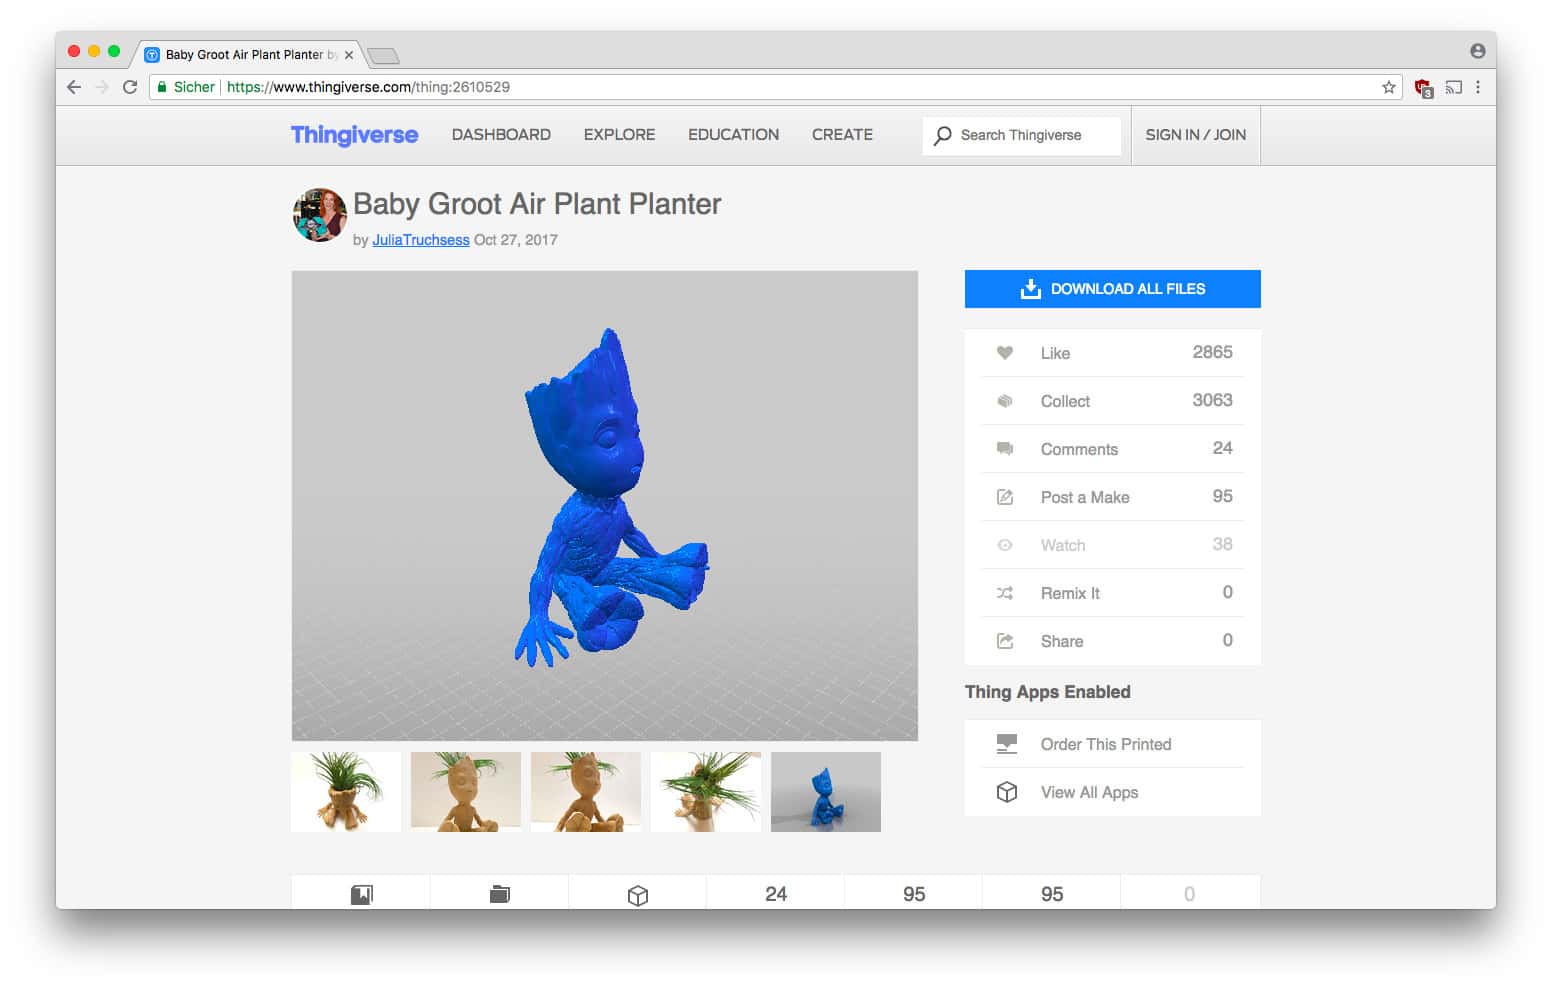 Baby Groot Air Plant Planter by
Sicher https://www.thingiverse.com/thing:2610529
3
Thingiverse DASHBOARD EXPLORE EDUCATION CREATE Search Thingiverse SIGN IN / JOIN
Baby Groot Air Plant Planter
by JuliaTruchsess Oct 27, 2017
DOWNLOAD ALL FILES
Like 2865
Collect 3063
Comments 24
Post a Make 95
Watch 38
Remix It 0
Share 0
Thing Apps Enabled
Order This Printed
View All Apps
24 95 95 0